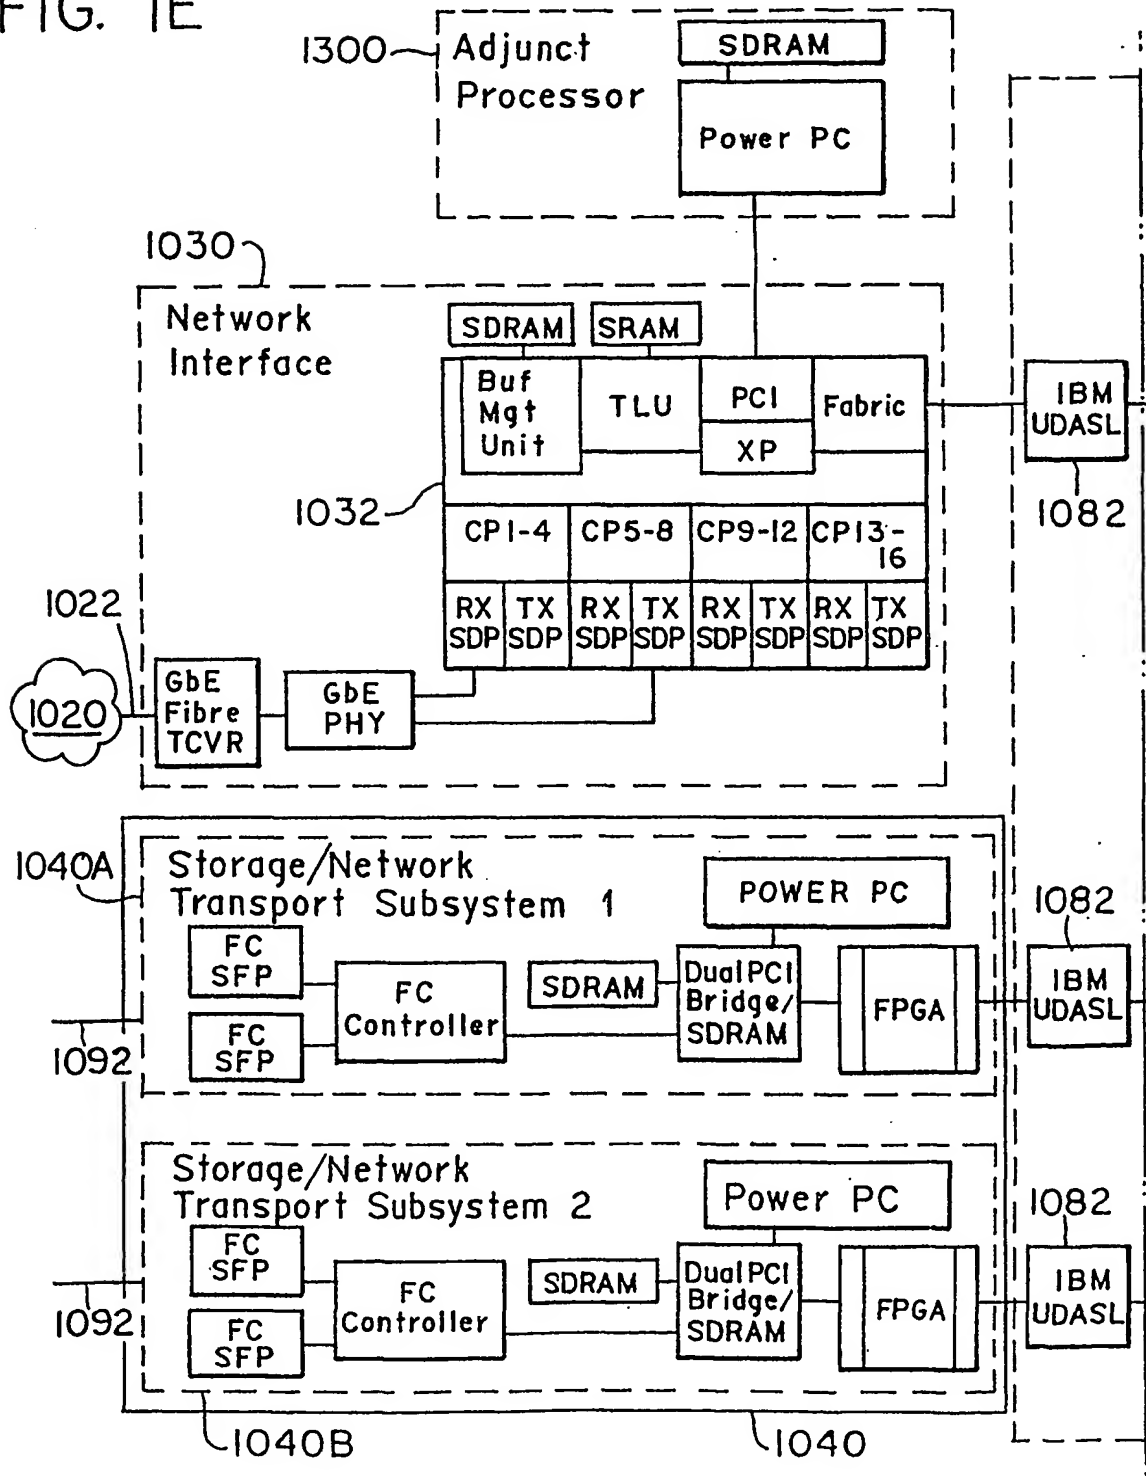 FIG. 1E
1300
Adjunct
Processor
SDRAM
Power PC
1030
Network
Interface
SDRAM
SRAM
Buf
Mgt
Unit
TLU
PCI
XP
Fabric
IBM
UDASL
1082
1032
CP1-4
CP5-8
CP9-12
CP13-
16
RX
SDP
TX
SDP
RX
SDP
TX
SDP
RX
SDP
TX
SDP
RX
SDP
TX
SDP
1022
1020
GbE
Fibre
TCVR
GbE
PHY
1040A
Storage/Network
Transport Subsystem 1
POWER PC
1082
FC
SFP
FC
SFP
FC
Controller
SDRAM
Dual PCI
Bridge/
SDRAM
FPGA
IBM
UDASL
1092
Storage/Network
Transport Subsystem 2
Power PC
1082
FC
SFP
FC
SFP
FC
Controller
SDRAM
Dual PCI
Bridge/
SDRAM
FPGA
IBM
UDASL
1092
1040B
1040